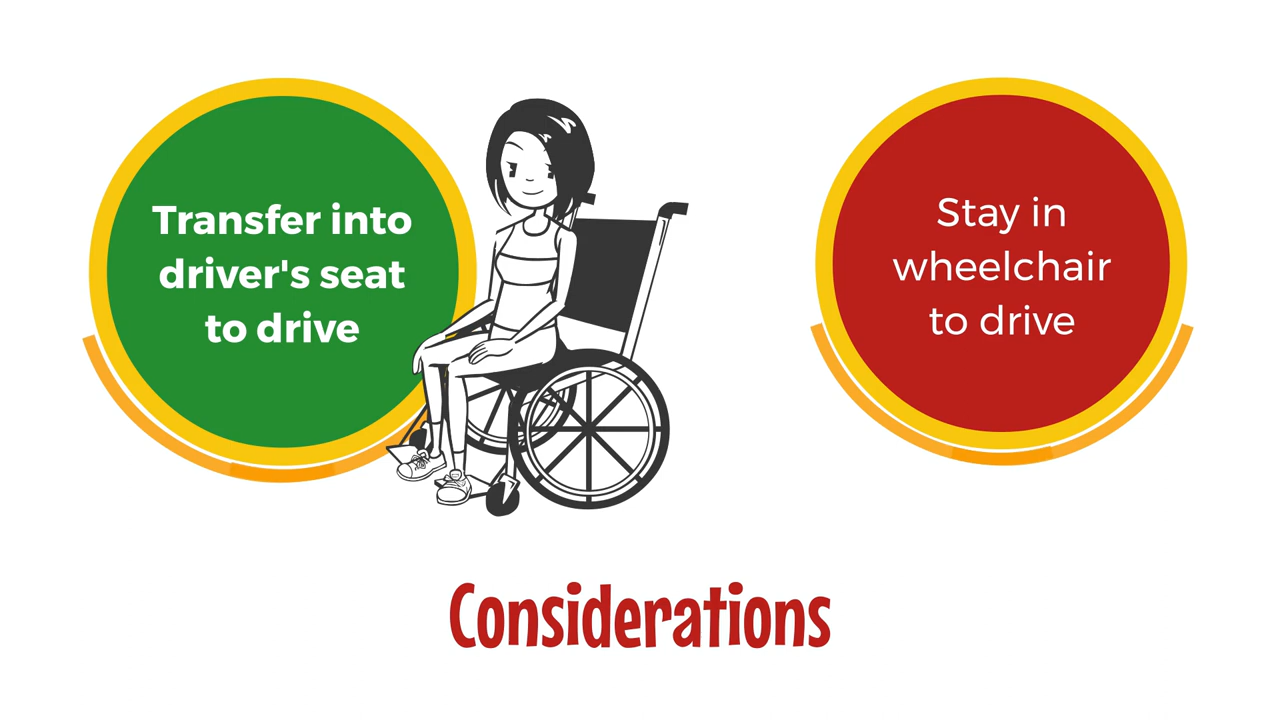 Transfer into
driver's seat
to drive
Stay in
wheelchair
to drive
Considerations